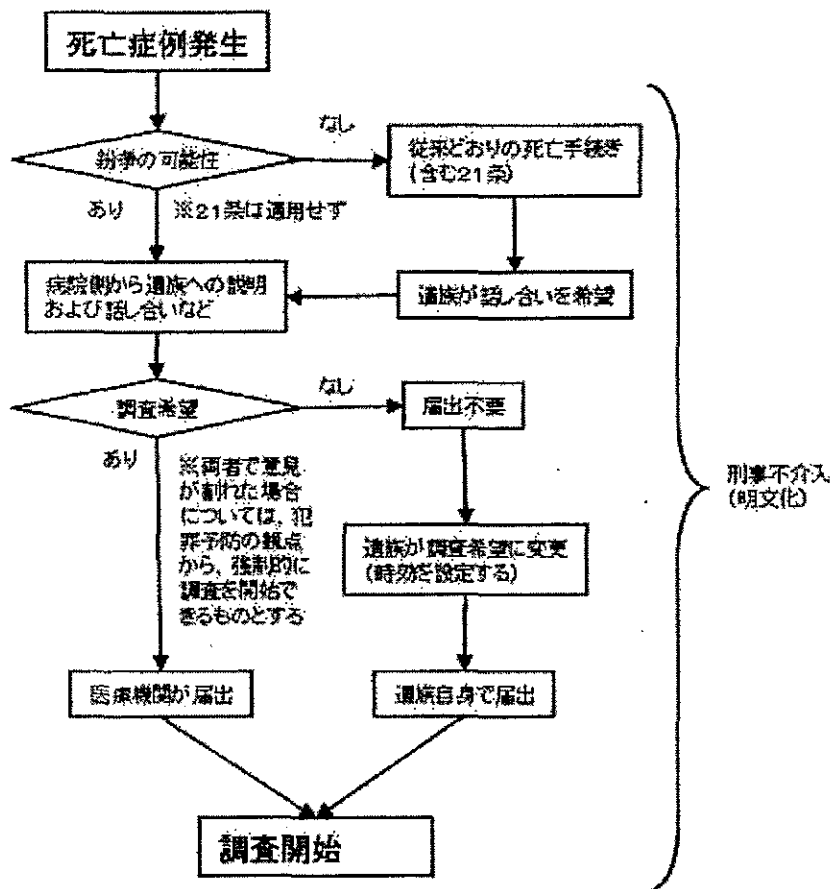 死亡症例発生
なし
紛争の可能性
従来どおりの死亡手続き
(含む21条)
あり
※21条は適用せず
病院側から遺族への説明
および話し合いなど
遺族が話し合いを希望
なし
調査希望
届出不要
あり
※両者で意見
が割れた場合
については、犯
罪予防の観点
から、強制的に
調査を開始で
きるものとする
刑事不介入
(明文化)
遺族が調査希望に変更
(時効を設定する)
医療機関が届出
遺族自身で届出
調査開始